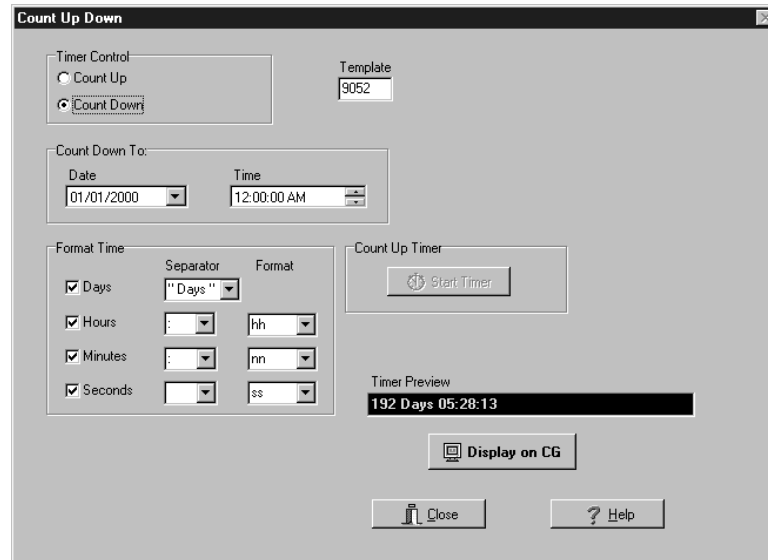 Count Up Down
Timer Control
Count Up
Count Down
Template
9052
Count Down To:
Date
Time
01/01/2000
12:00:00 AM
Format Time
Separator
Format
Days
" Days "
Hours
:
hh
Minutes
:
nn
Seconds
ss
Count Up Timer
Start Timer
Timer Preview
192 Days 05:28:13
Display on CG
Close
Help